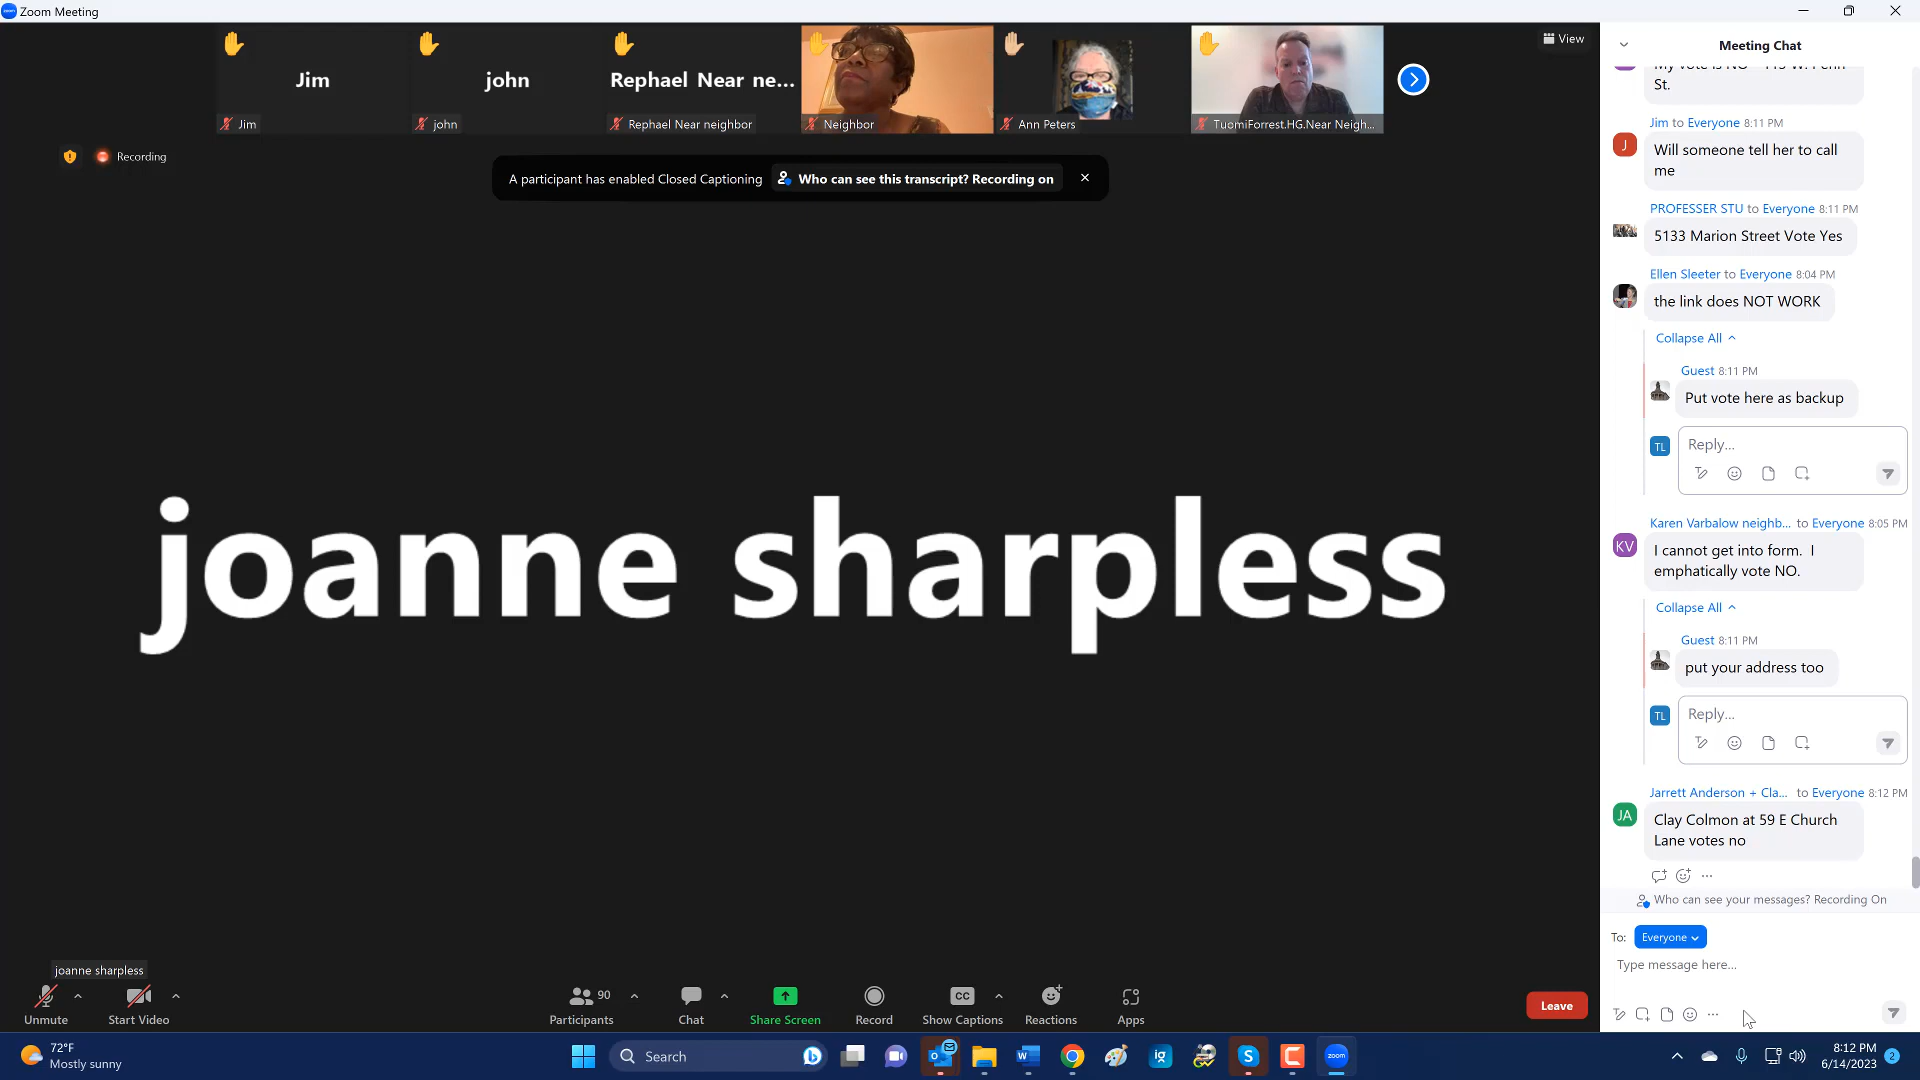 Zoom Meeting
Jim
Jim
john
john
Rephael Near ne...
Rephael Near neighbor
Neighbor
Ann Peters
TuomiForrest.HG.Near Neigh...
View
Recording
A participant has enabled Closed Captioning Who can see this transcript? Recording on
joanne sharpless
joanne sharpless
Unmute
Start Video
90
Participants
Chat
Share Screen
Record
CC
Show Captions
Reactions
Apps
Leave
Meeting Chat
St.
Jim to Everyone 8:11 PM
J
Will someone tell her to call
me
PROFESSER STU to Everyone 8:11 PM
5133 Marion Street Vote Yes
Ellen Sleeter to Everyone 8:04 PM
the link does NOT WORK
Collapse All
Guest 8:11 PM
Put vote here as backup
TL
Reply...
Karen Varbalow neighb... to Everyone 8:05 PM
KV
I cannot get into form. I
emphatically vote NO.
Collapse All
Guest 8:11 PM
put your address too
TL
Reply...
Jarrett Anderson + Cla... to Everyone 8:12 PM
JA
Clay Colmon at 59 E Church
Lane votes no
Who can see your messages? Recording On
To: Everyone
Type message here...
72°F
Mostly sunny
Search
zoom
8:12 PM
6/14/2023
2